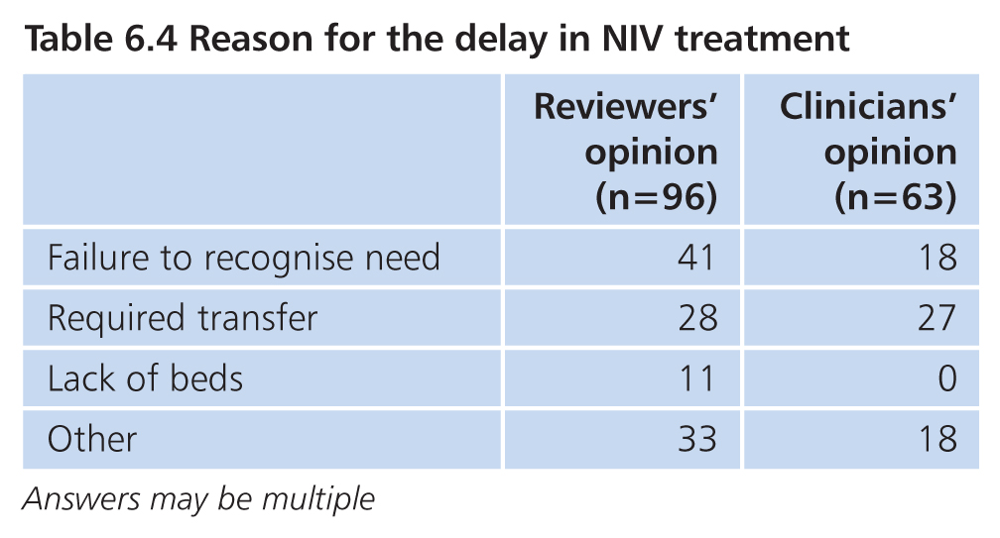 Table 6.4 Reason for the delay in NIV treatment
Reviewers’ opinion (n=96) Clinicians’ opinion (n=63)
Failure to recognise need 41 18
Required transfer 28 27
Lack of beds 11 0
Other 33 18
Answers may be multiple